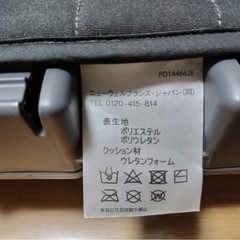 PD144662E
ニューウェルブランズ・ジャパン(同)
TEL 0120-415-814
表生地
ポリエステル
ポリウレタン
クッション材
ウレタンフォーム